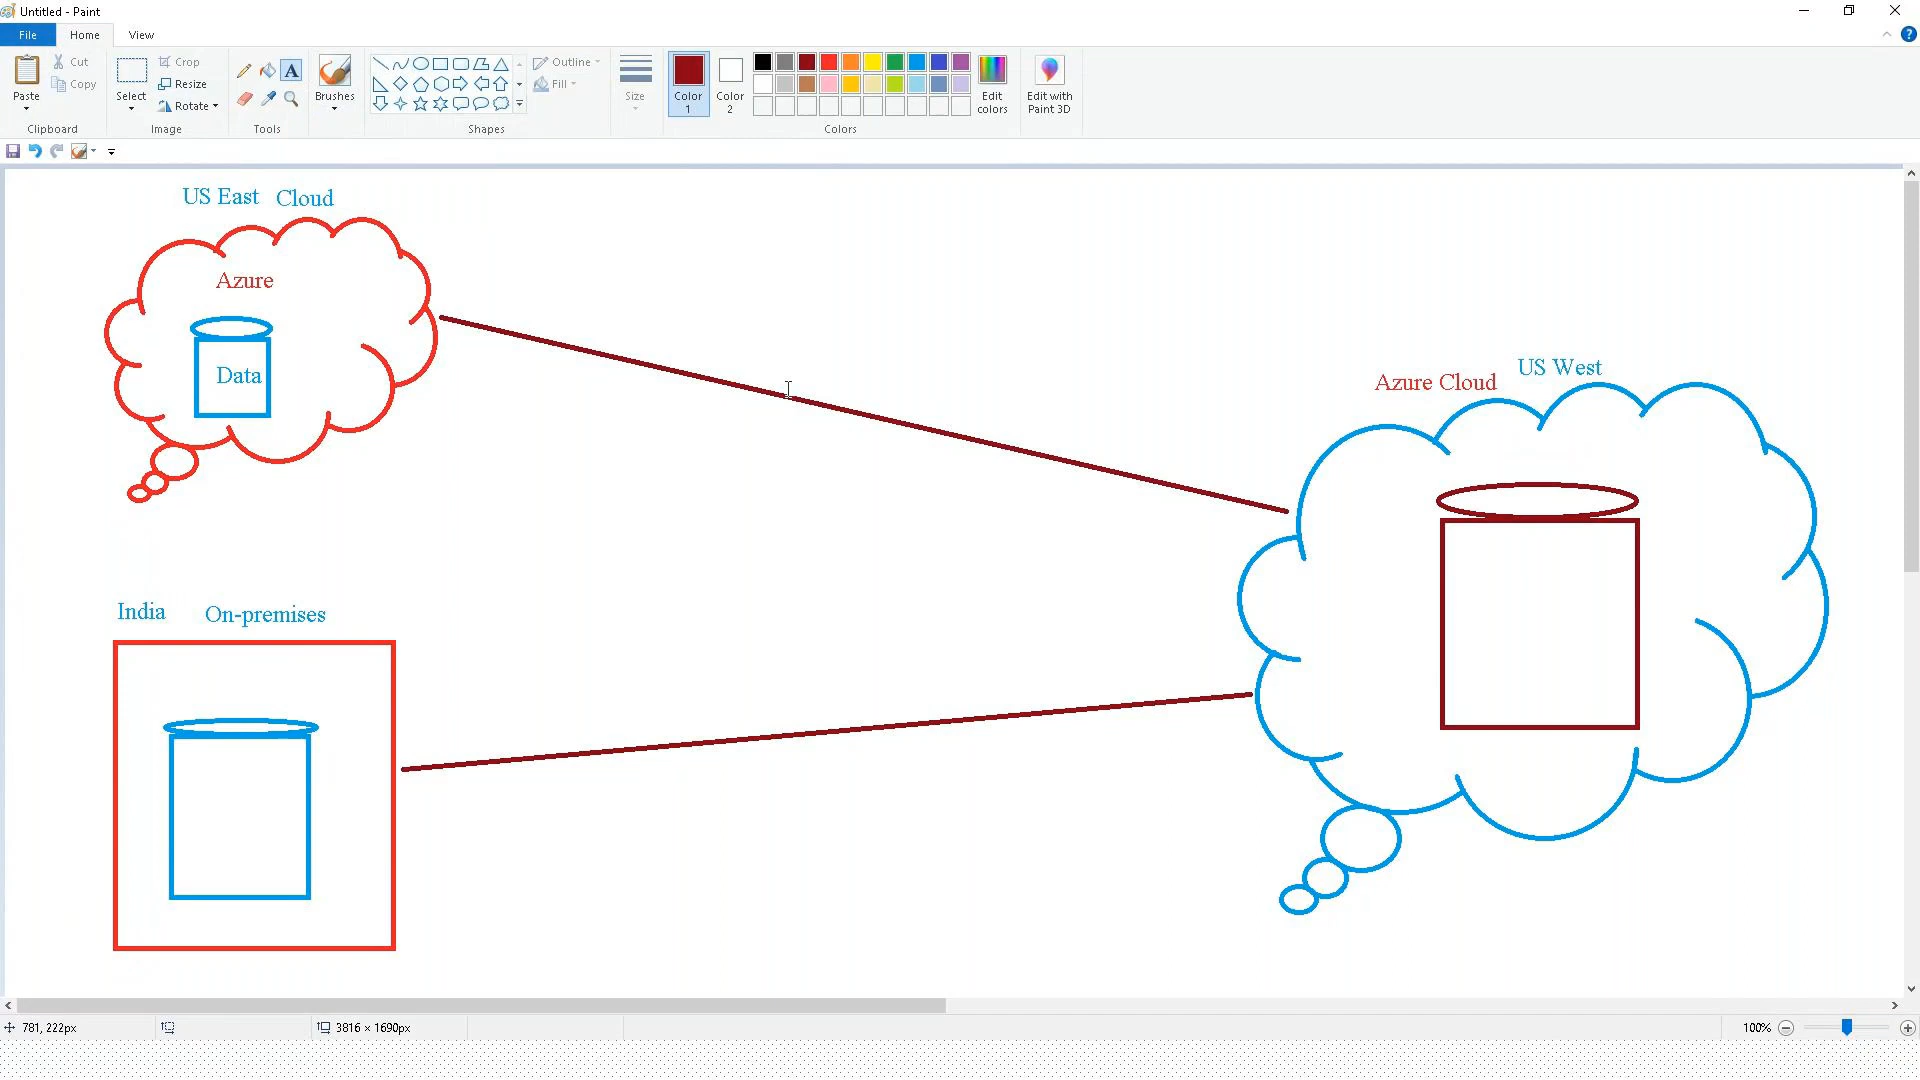 Untitled - Paint
File Home View
Paste
Cut
Copy
Clipboard
Select
Crop
Resize
Rotate
Image
A
Tools
Brushes
Shapes
Outline
Fill
Size
Color 1
Color 2
Colors
Edit colors
Edit with Paint 3D
US East Cloud
Azure
Data
Azure Cloud US West
India On-premises
781, 222px
3816 × 1690px
100%